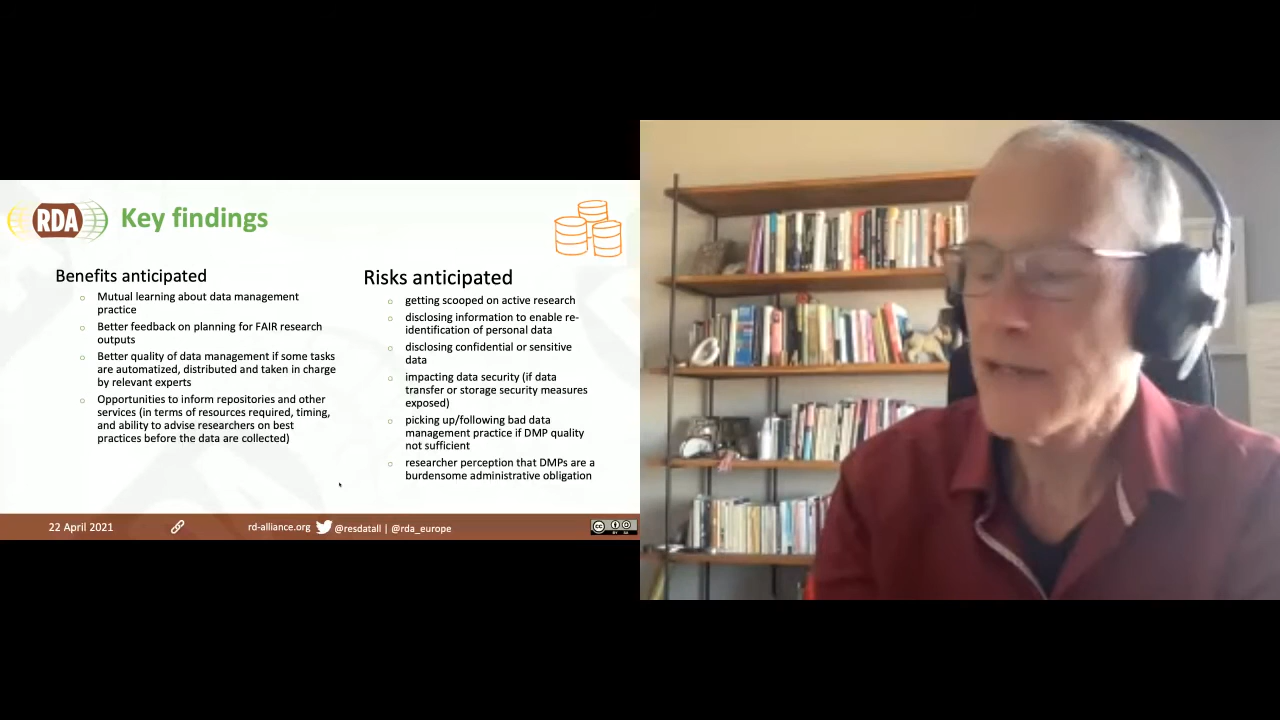 RDA
Key findings
Benefits anticipated
○ Mutual learning about data management
practice
○ Better feedback on planning for FAIR research
outputs
○ Better quality of data management if some tasks
are automatized, distributed and taken in charge
by relevant experts
○ Opportunities to inform repositories and other
services (in terms of resources required, timing,
and ability to advise researchers on best
practices before the data are collected)
Risks anticipated
○ getting scooped on active research
○ disclosing information to enable re-
identification of personal data
○ disclosing confidential or sensitive
data
○ impacting data security (if data
transfer or storage security measures
exposed)
○ picking up/following bad data
management practice if DMP quality
not sufficient
○ researcher perception that DMPs are a
burdensome administrative obligation
22 April 2021
rd-alliance.org
@resdatall | @rda_europe
CC
BY SA